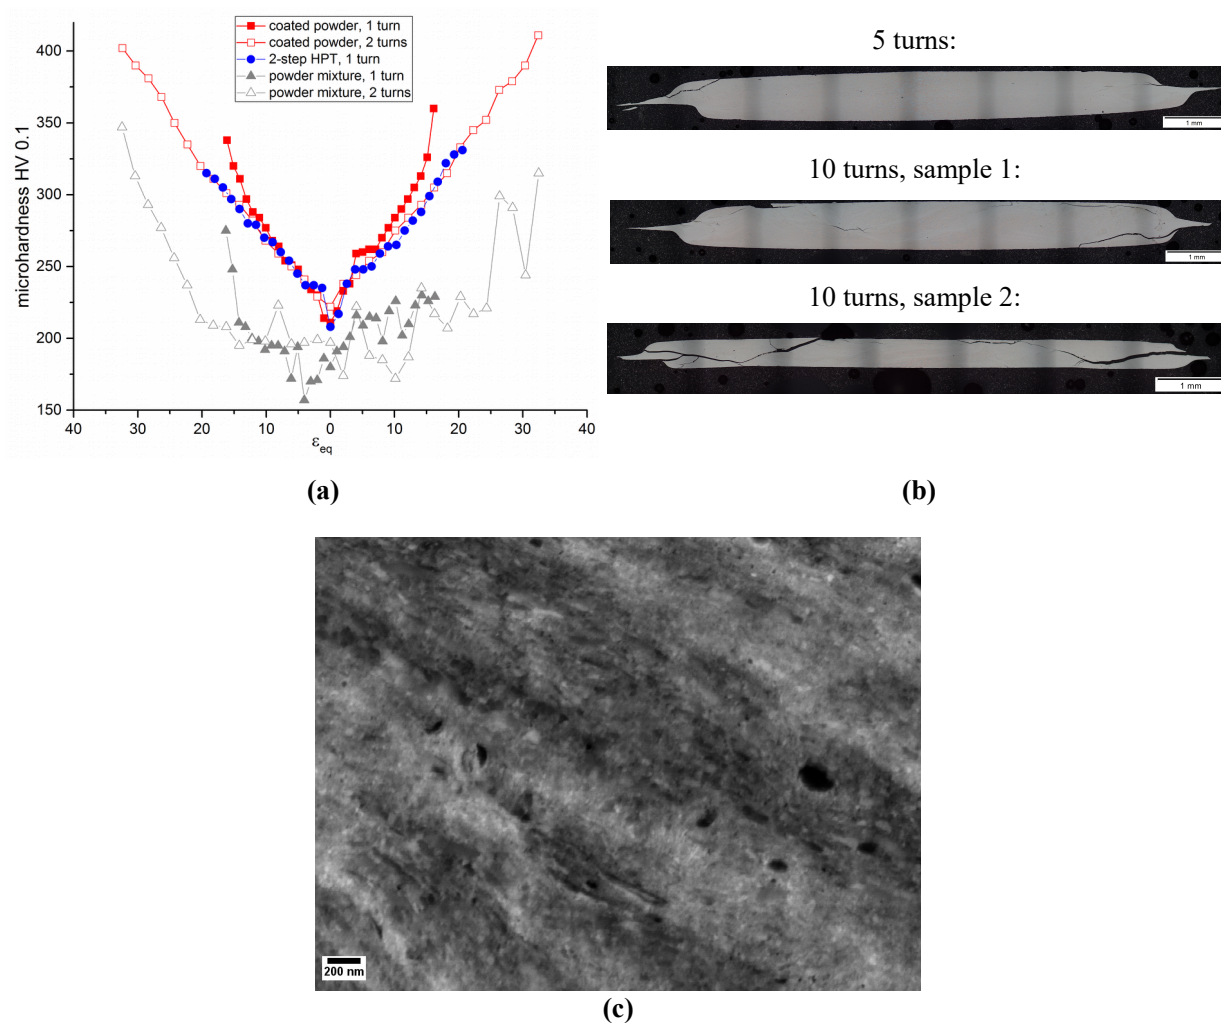 coated powder, 1 turn
coated powder, 2 turns
2-step HPT, 1 turn
powder mixture, 1 turn
powder mixture, 2 turns
microhardness HV 0.1
400
350
300
250
200
150
40 30 20 10 0 10 20 30 40
εeq
(a)
5 turns:
1 mm
10 turns, sample 1:
1 mm
10 turns, sample 2:
1 mm
(b)
200 nm
(c)